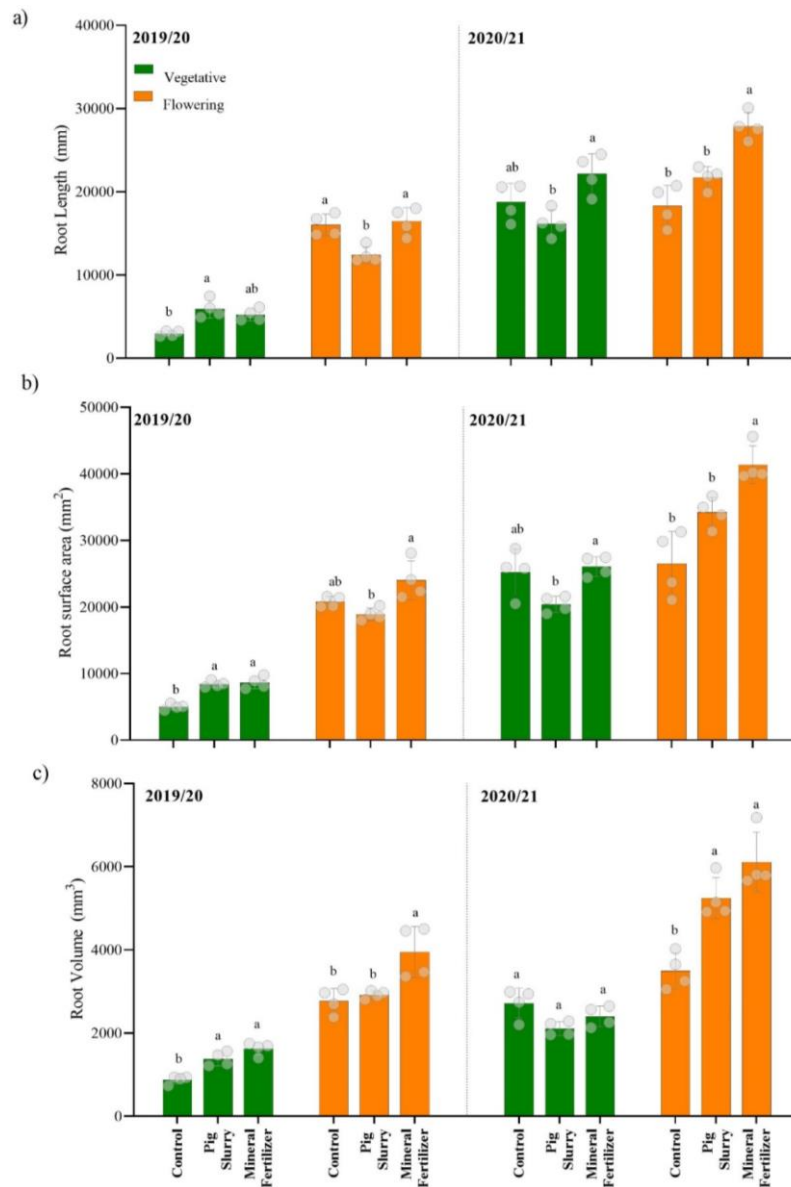 a)
40000
30000
20000
10000
0
Root Length (mm)
2019/20
2020/21
Vegetative
Flowering
b
a
ab
a
b
a
ab
b
a
b
b
a
b)
50000
40000
30000
20000
10000
0
Root surface area (mm²)
2019/20
2020/21
b
a
a
ab
b
a
ab
b
a
b
b
a
c)
8000
6000
4000
2000
0
Root Volume (mm³)
2019/20
2020/21
b
a
a
b
b
a
a
a
a
b
a
a
Control
Pig
Slurry
Mineral
Fertilizer
Control
Pig
Slurry
Mineral
Fertilizer
Control
Pig
Slurry
Mineral
Fertilizer
Control
Pig
Slurry
Mineral
Fertilizer